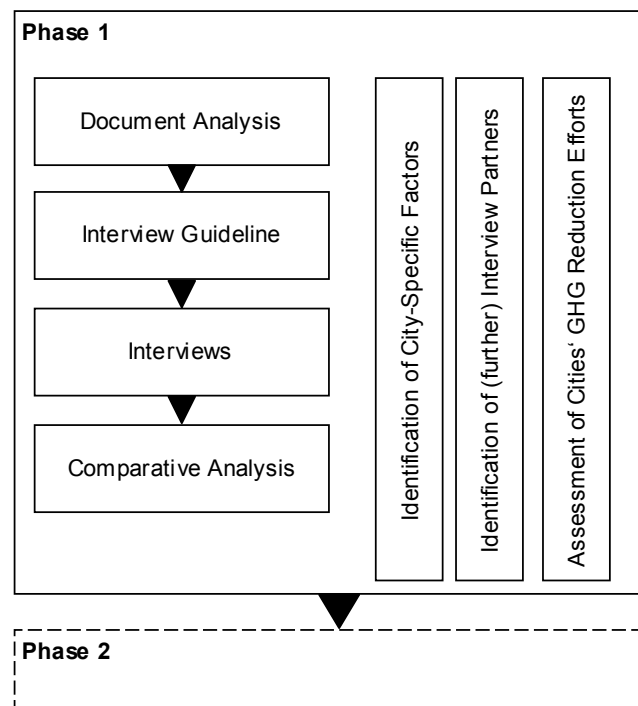 Phase 1
Document Analysis
Interview Guideline
Interviews
Comparative Analysis
Identification of City-Specific Factors
Identification of (further) Interview Partners
Assessment of Cities‘ GHG Reduction Efforts
Phase 2